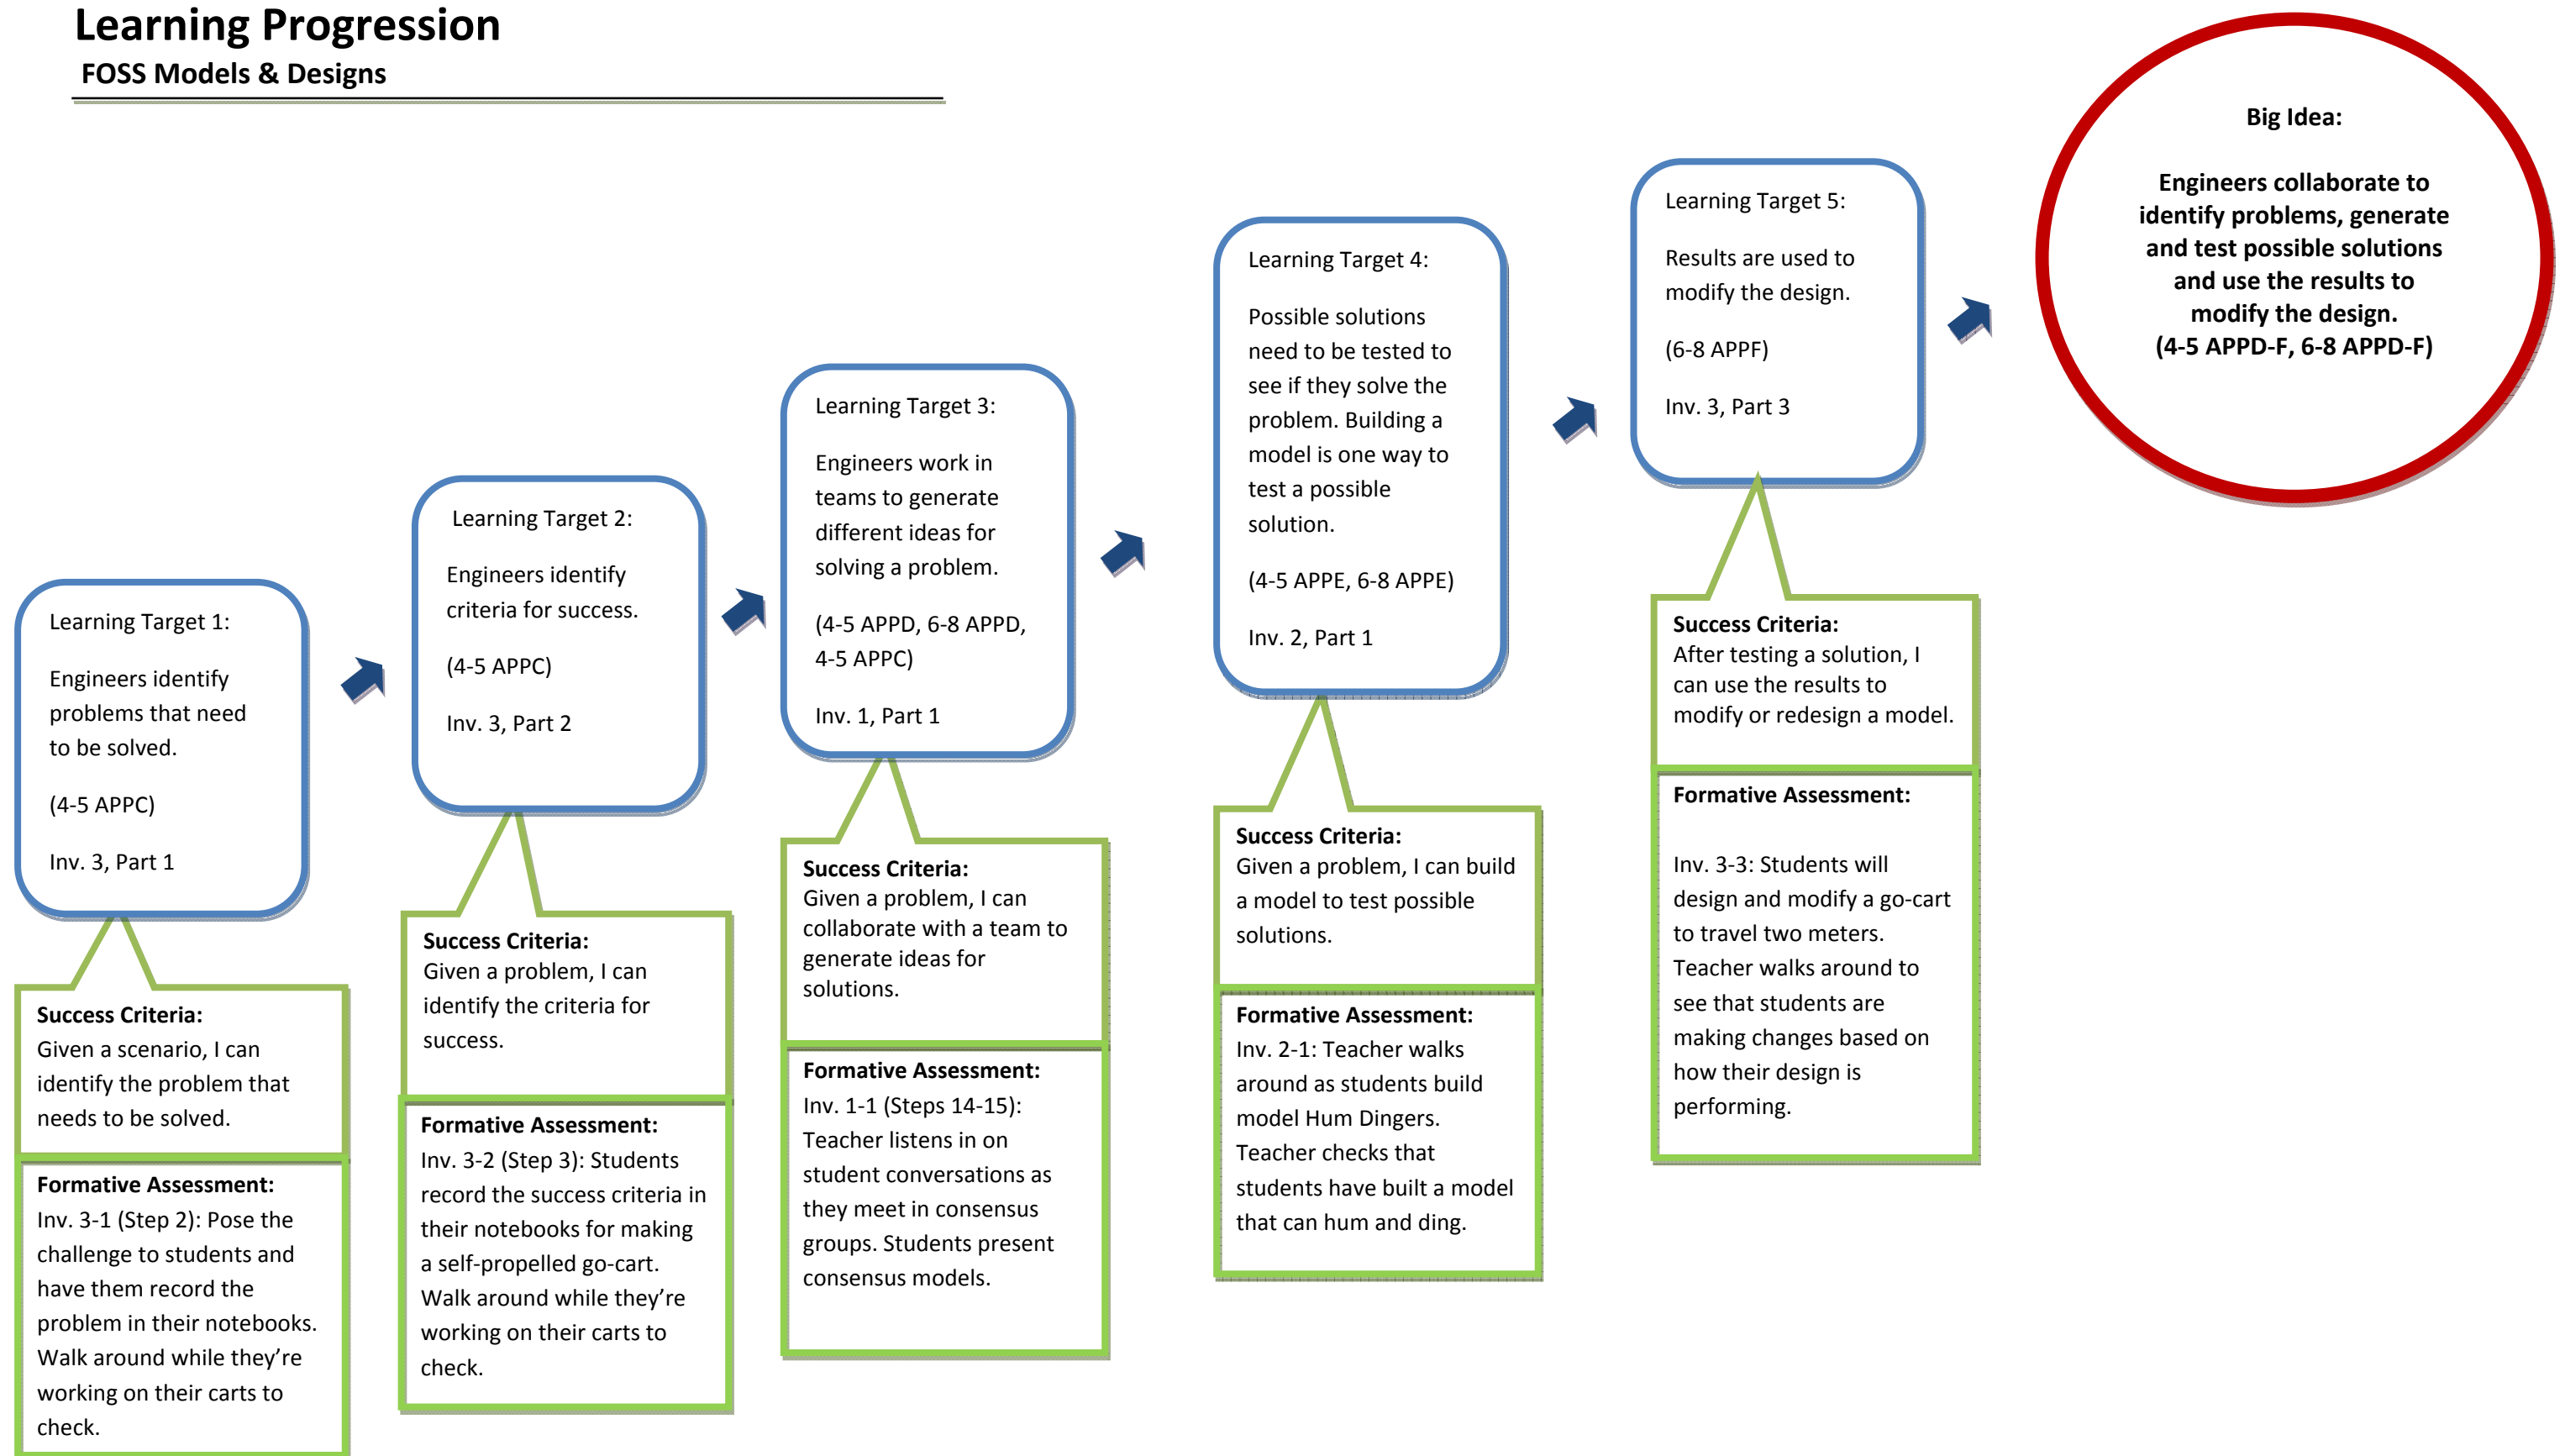 Learning Progression
FOSS Models & Designs
Learning Target 1:
Engineers identify
problems that need
to be solved.
(4-5 APPC)
Inv. 3, Part 1
Success Criteria:
Given a scenario, I can
identify the problem that
needs to be solved.
Formative Assessment:
Inv. 3-1 (Step 2): Pose the
challenge to students and
have them record the
problem in their notebooks.
Walk around while they’re
working on their carts to
check.
Learning Target 2:
Engineers identify
criteria for success.
(4-5 APPC)
Inv. 3, Part 2
Success Criteria:
Given a problem, I can
identify the criteria for
success.
Formative Assessment:
Inv. 3-2 (Step 3): Students
record the success criteria in
their notebooks for making
a self-propelled go-cart.
Walk around while they’re
working on their carts to
check.
Learning Target 3:
Engineers work in
teams to generate
different ideas for
solving a problem.
(4-5 APPD, 6-8 APPD,
4-5 APPC)
Inv. 1, Part 1
Success Criteria:
Given a problem, I can
collaborate with a team to
generate ideas for
solutions.
Formative Assessment:
Inv. 1-1 (Steps 14-15):
Teacher listens in on
student conversations as
they meet in consensus
groups. Students present
consensus models.
Learning Target 4:
Possible solutions
need to be tested to
see if they solve the
problem. Building a
model is one way to
test a possible
solution.
(4-5 APPE, 6-8 APPE)
Inv. 2, Part 1
Success Criteria:
Given a problem, I can build
a model to test possible
solutions.
Formative Assessment:
Inv. 2-1: Teacher walks
around as students build
model Hum Dingers.
Teacher checks that
students have built a model
that can hum and ding.
Learning Target 5:
Results are used to
modify the design.
(6-8 APPF)
Inv. 3, Part 3
Success Criteria:
After testing a solution, I
can use the results to
modify or redesign a model.
Formative Assessment:
Inv. 3-3: Students will
design and modify a go-cart
to travel two meters.
Teacher walks around to
see that students are
making changes based on
how their design is
performing.
Big Idea:
Engineers collaborate to
identify problems, generate
and test possible solutions
and use the results to
modify the design.
(4-5 APPD-F, 6-8 APPD-F)